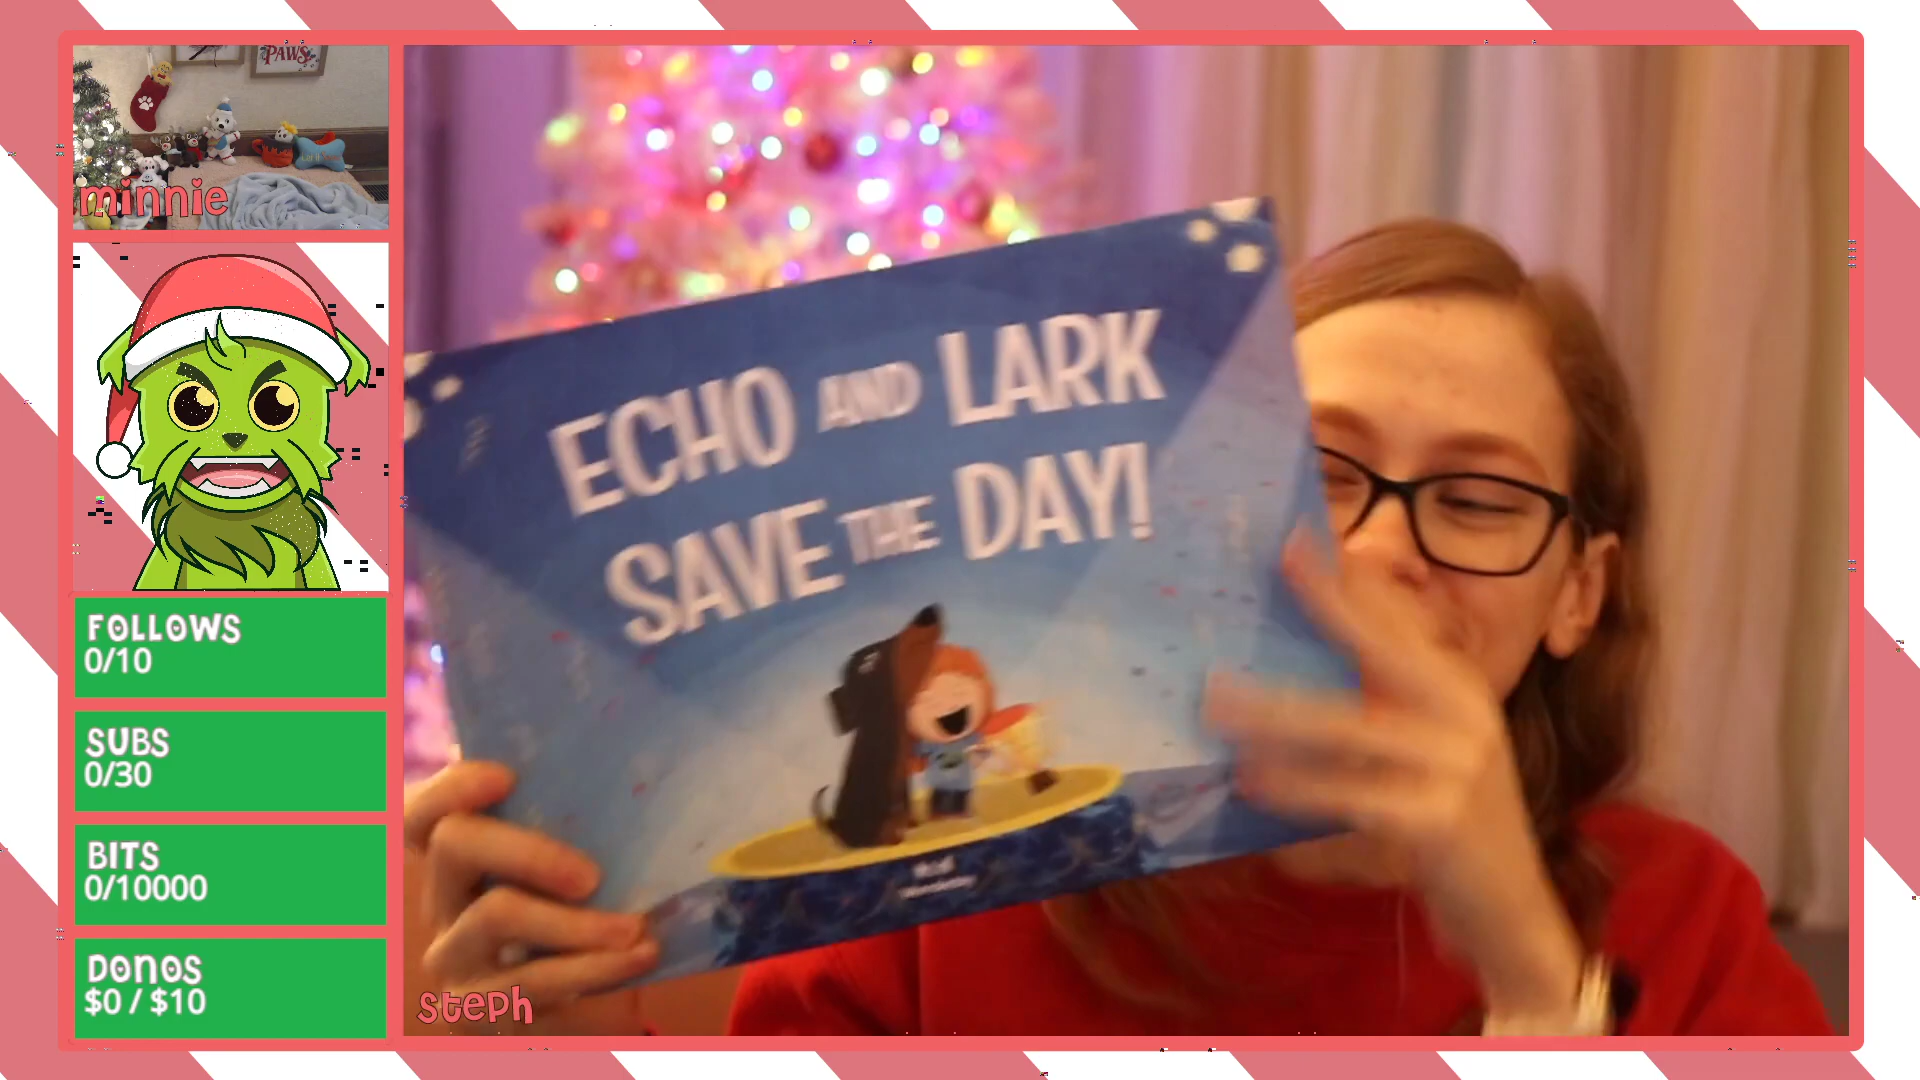 PAWS
minnie
FOLLOWS
0/10
SUBS
0/30
BITS
0/10000
DONOS
$0 / $10
ECHO AND LARK
SAVE THE DAY!
steph